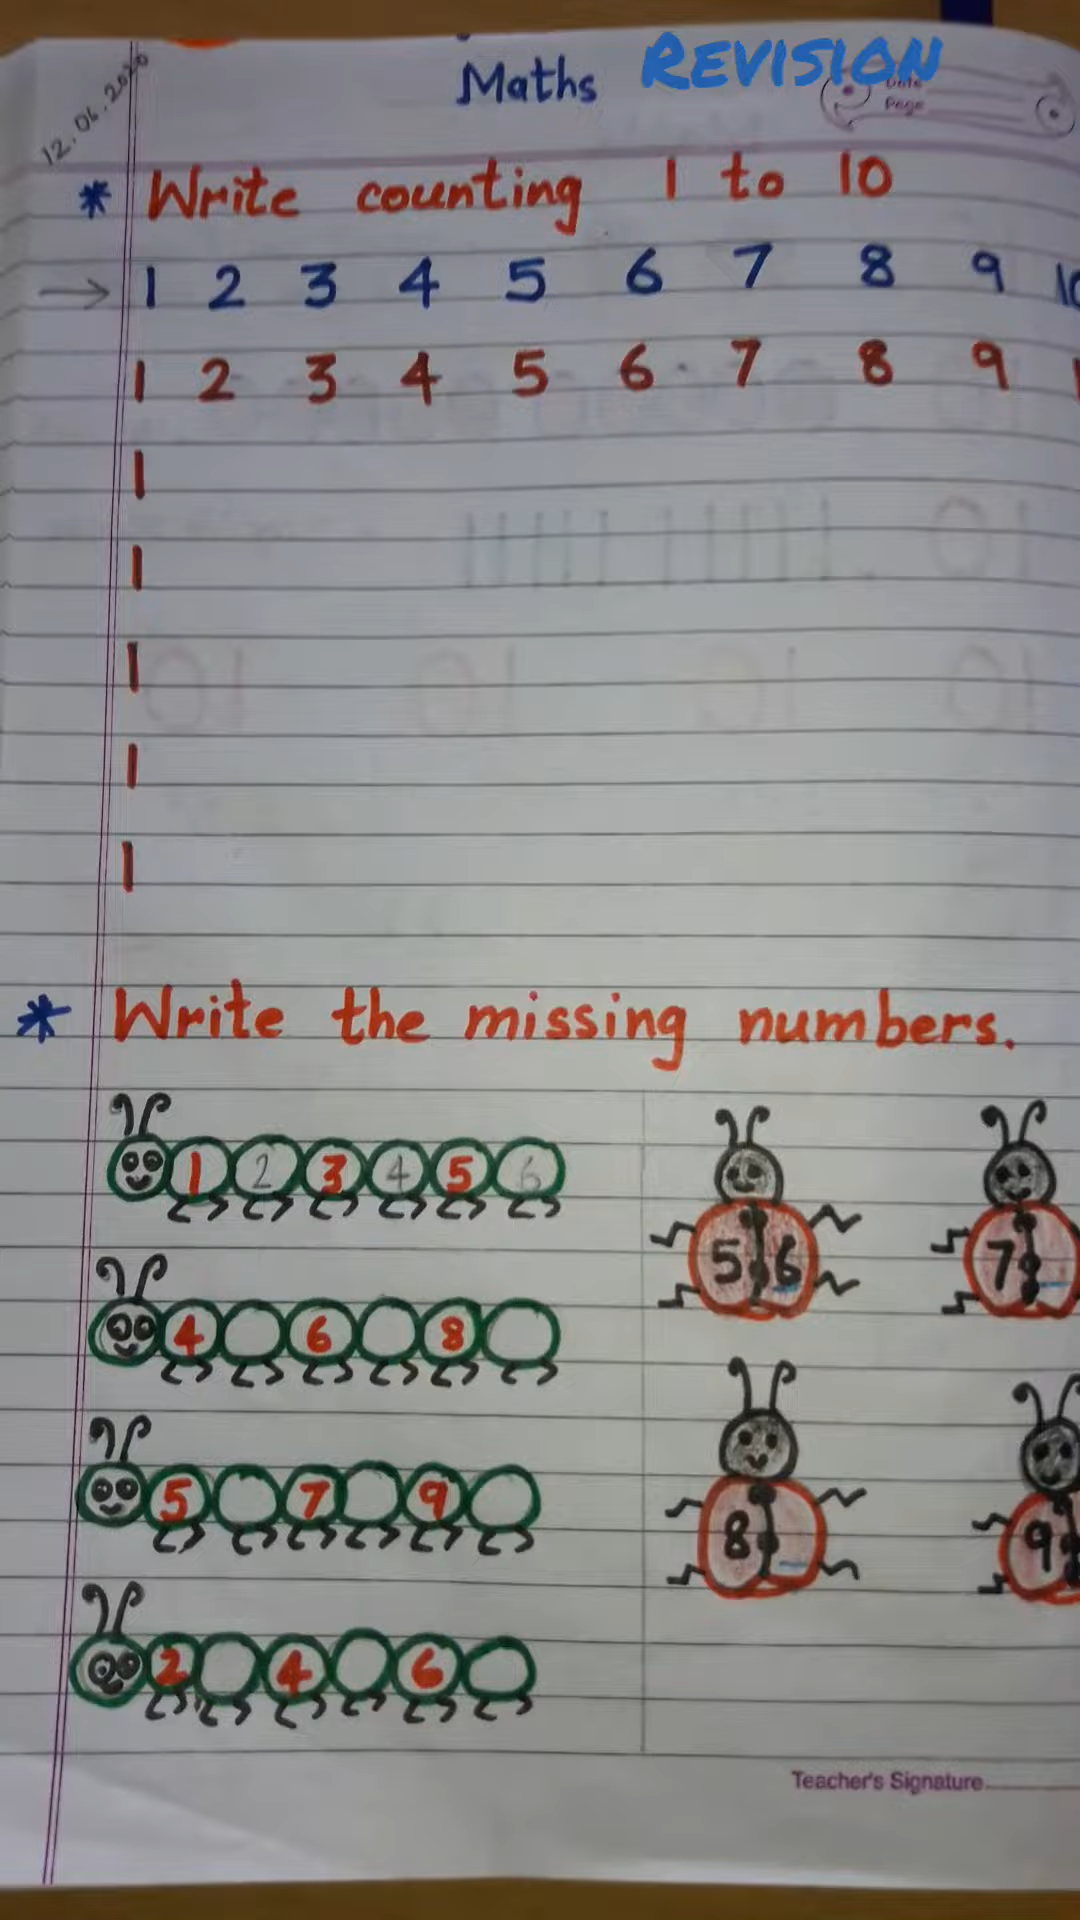 12.06.2020
Maths REVISION
Date
Page
* Write counting 1 to 10
→ 1 2 3 4 5 6 7 8 9 10
1 2 3 4 5 6 7 8 9 1
1
1
1
1
1
* Write the missing numbers.
1 2 3 4 5 6
4 6 8
5 7 9
2 4 6
5 6
7
8
9
Teacher's Signature